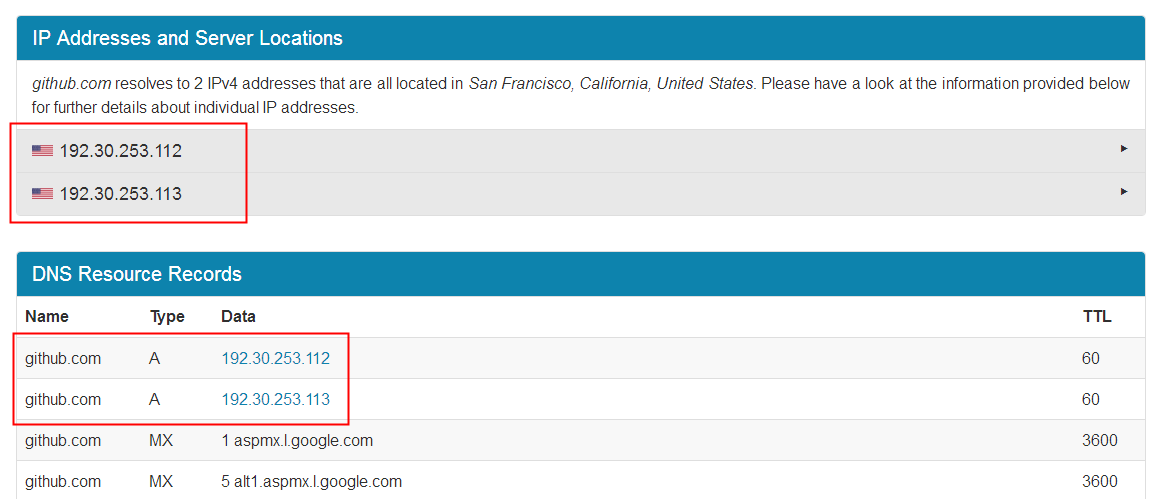 IP Addresses and Server Locations
github.com resolves to 2 IPv4 addresses that are all located in San Francisco, California, United States. Please have a look at the information provided below
for further details about individual IP addresses.
192.30.253.112
192.30.253.113
DNS Resource Records
Name Type Data TTL
github.com A 192.30.253.112 60
github.com A 192.30.253.113 60
github.com MX 1 aspmx.l.google.com 3600
github.com MX 5 alt1.aspmx.l.google.com 3600